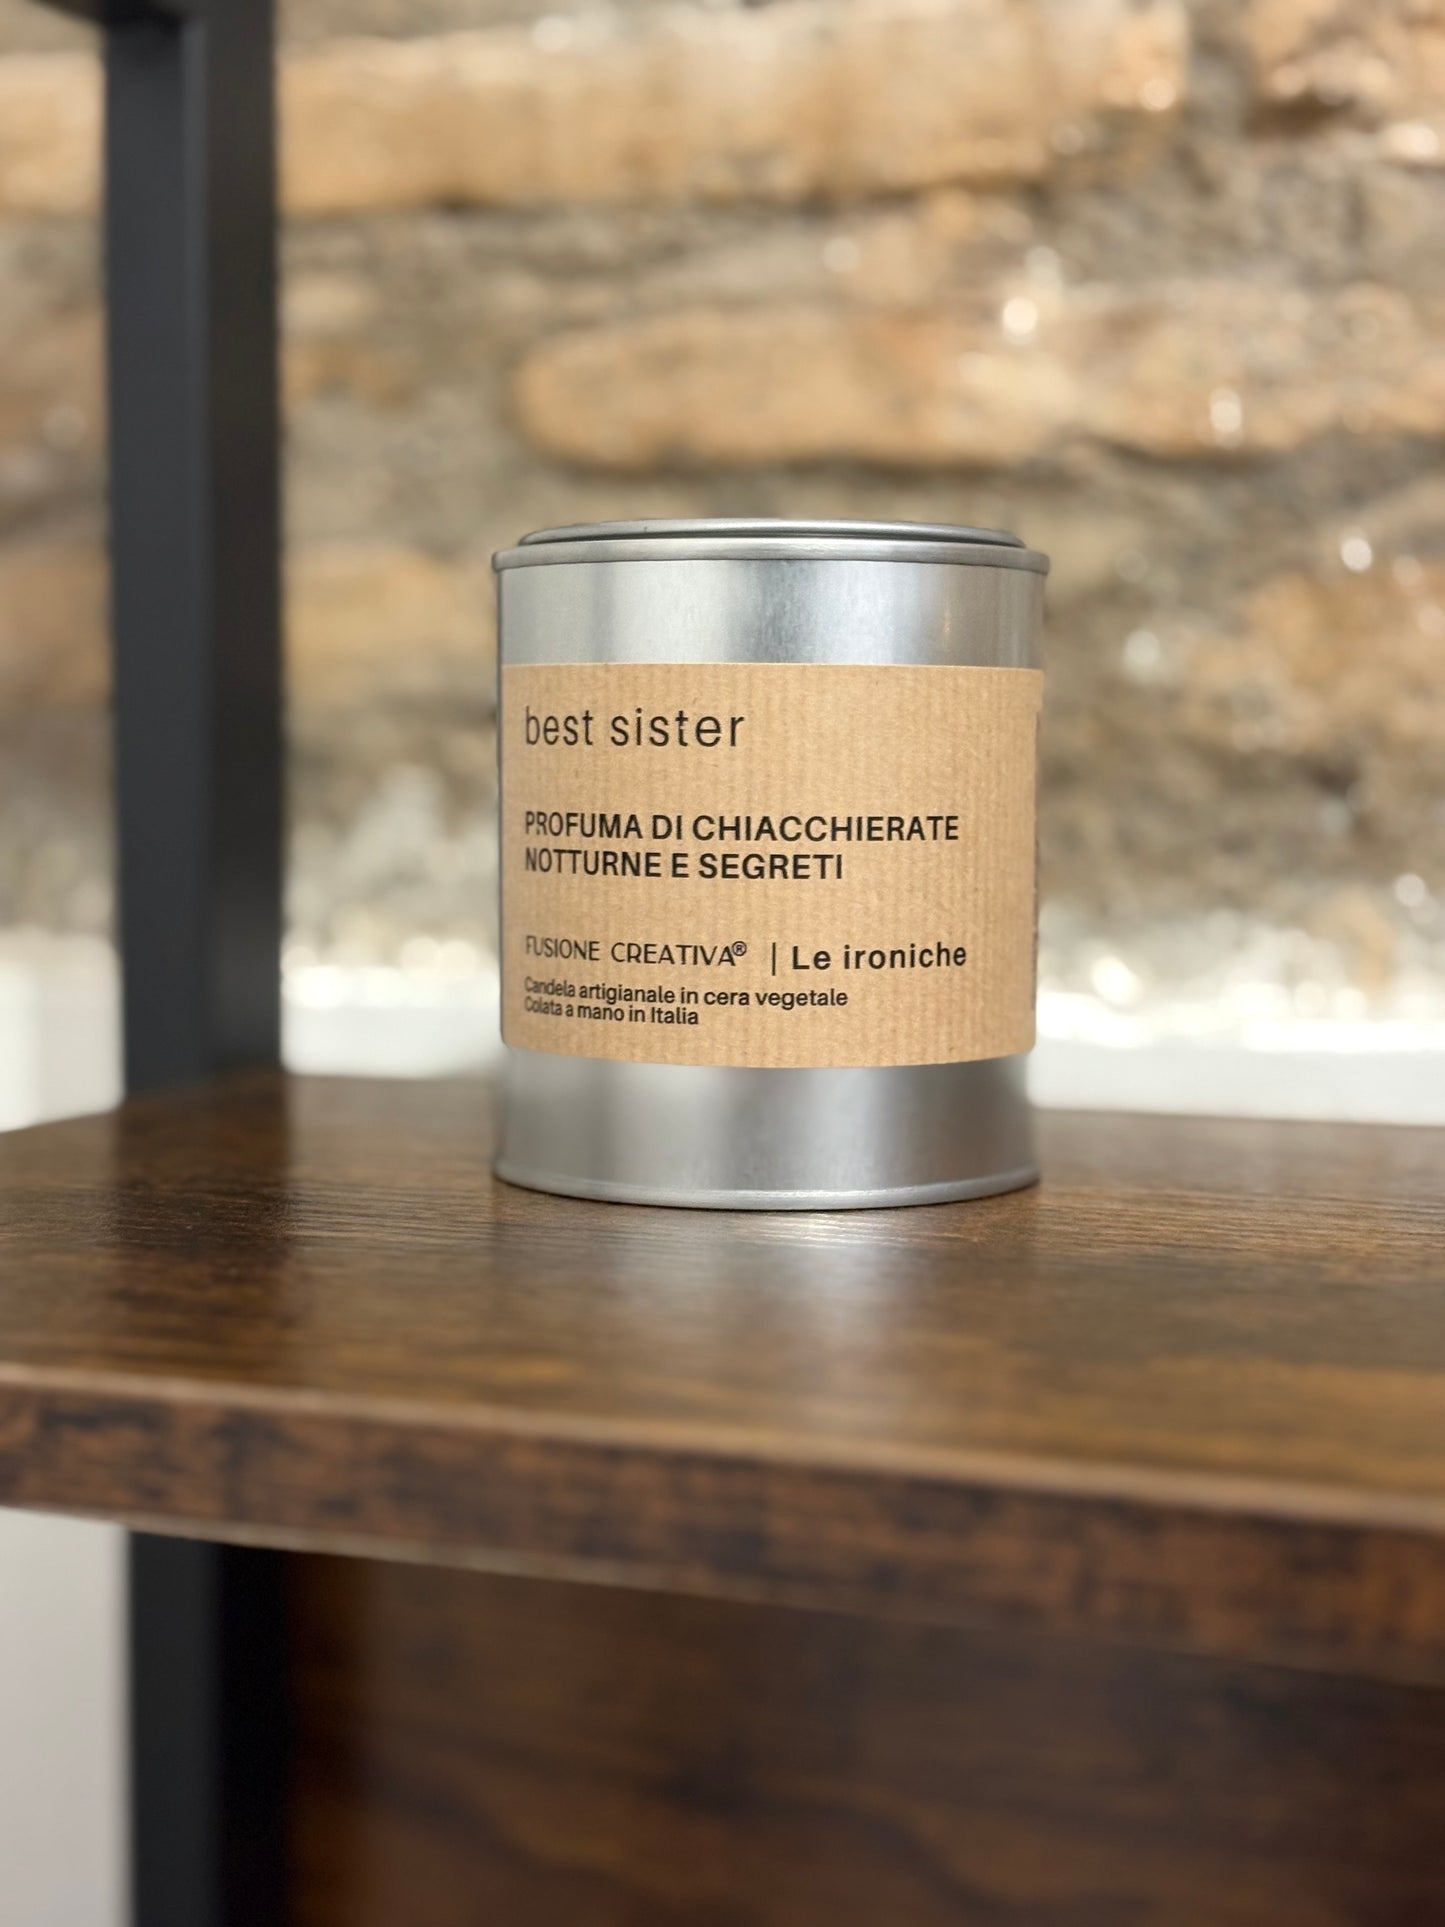 best sister
PROFUMA DI CHIACCHIERATE
NOTTURNE E SEGRETI
FUSIONE CREATIVA® | Le ironiche
Candela artigianale in cera vegetale
Colata a mano in Italia